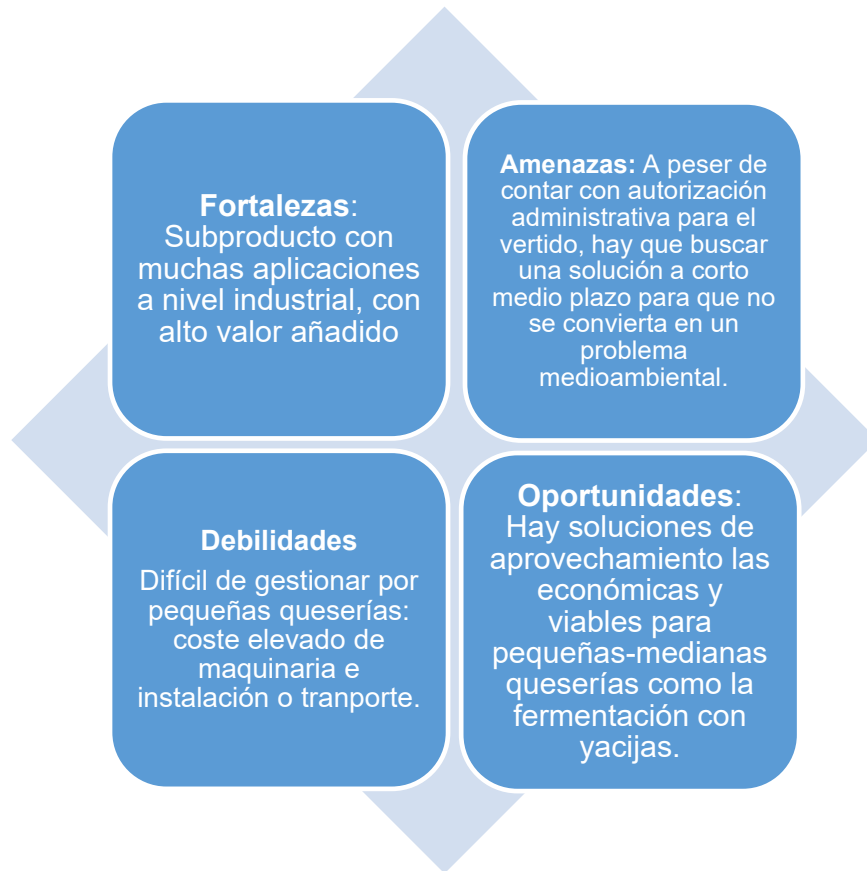 Fortalezas:
Subproducto con
muchas aplicaciones
a nivel industrial, con
alto valor añadido
Amenazas: A peser de
contar con autorización
administrativa para el
vertido, hay que buscar
una solución a corto
medio plazo para que no
se convierta en un
problema
medioambiental.
Debilidades
Difícil de gestionar por
pequeñas queserías:
coste elevado de
maquinaria e
instalación o tranporte.
Oportunidades:
Hay soluciones de
aprovechamiento las
económicas y
viables para
pequeñas-medianas
queserías como la
fermentación con
yacijas.